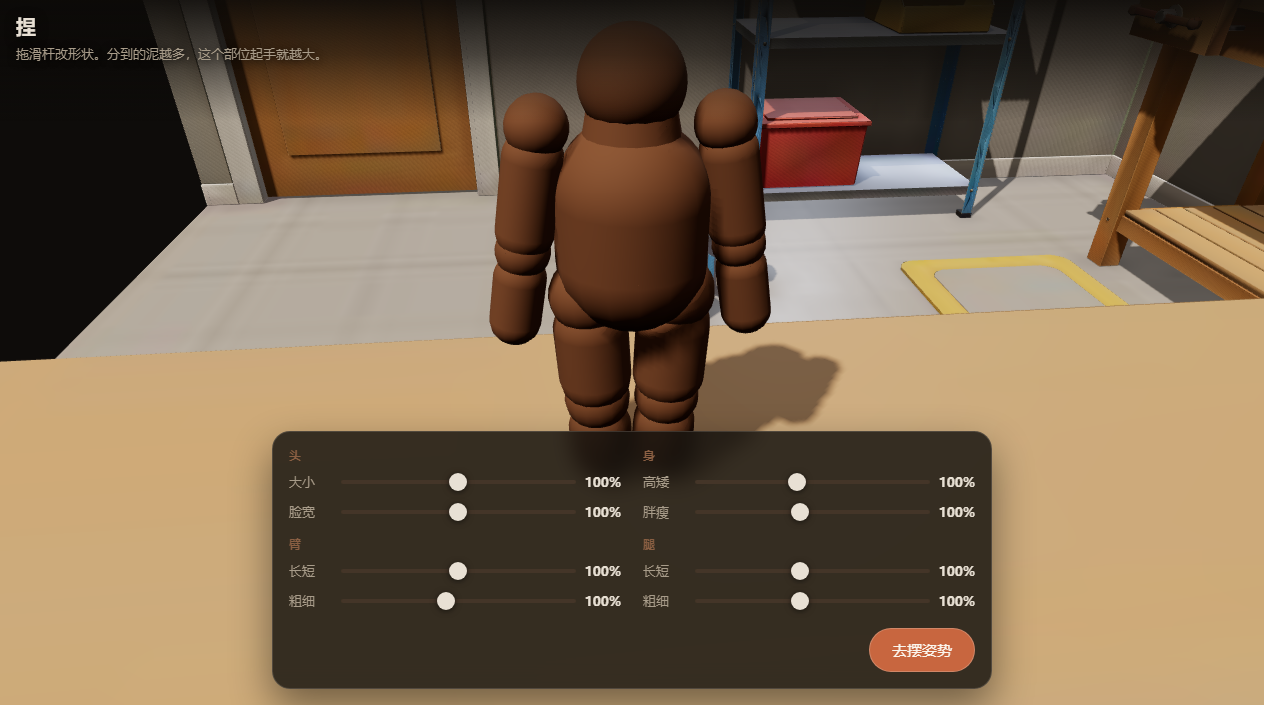 捏
拖滑杆改形状。分到的泥越多，这个部位起手就越大。
头
大小 100%
脸宽 100%
臂
长短 100%
粗细 100%
身
高矮 100%
胖瘦 100%
腿
长短 100%
粗细 100%
去摆姿势